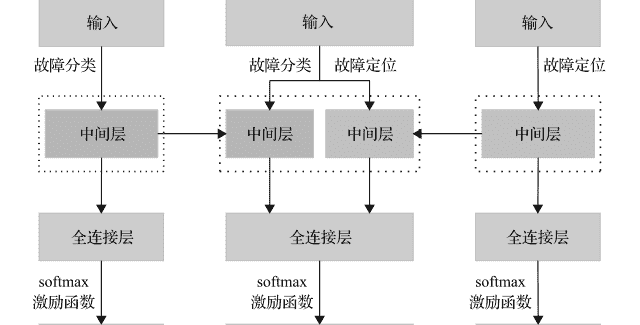 输入
输入
输入
故障分类
故障分类
故障定位
故障定位
中间层
中间层
中间层
中间层
全连接层
全连接层
全连接层
softmax
激励函数
softmax
激励函数
softmax
激励函数